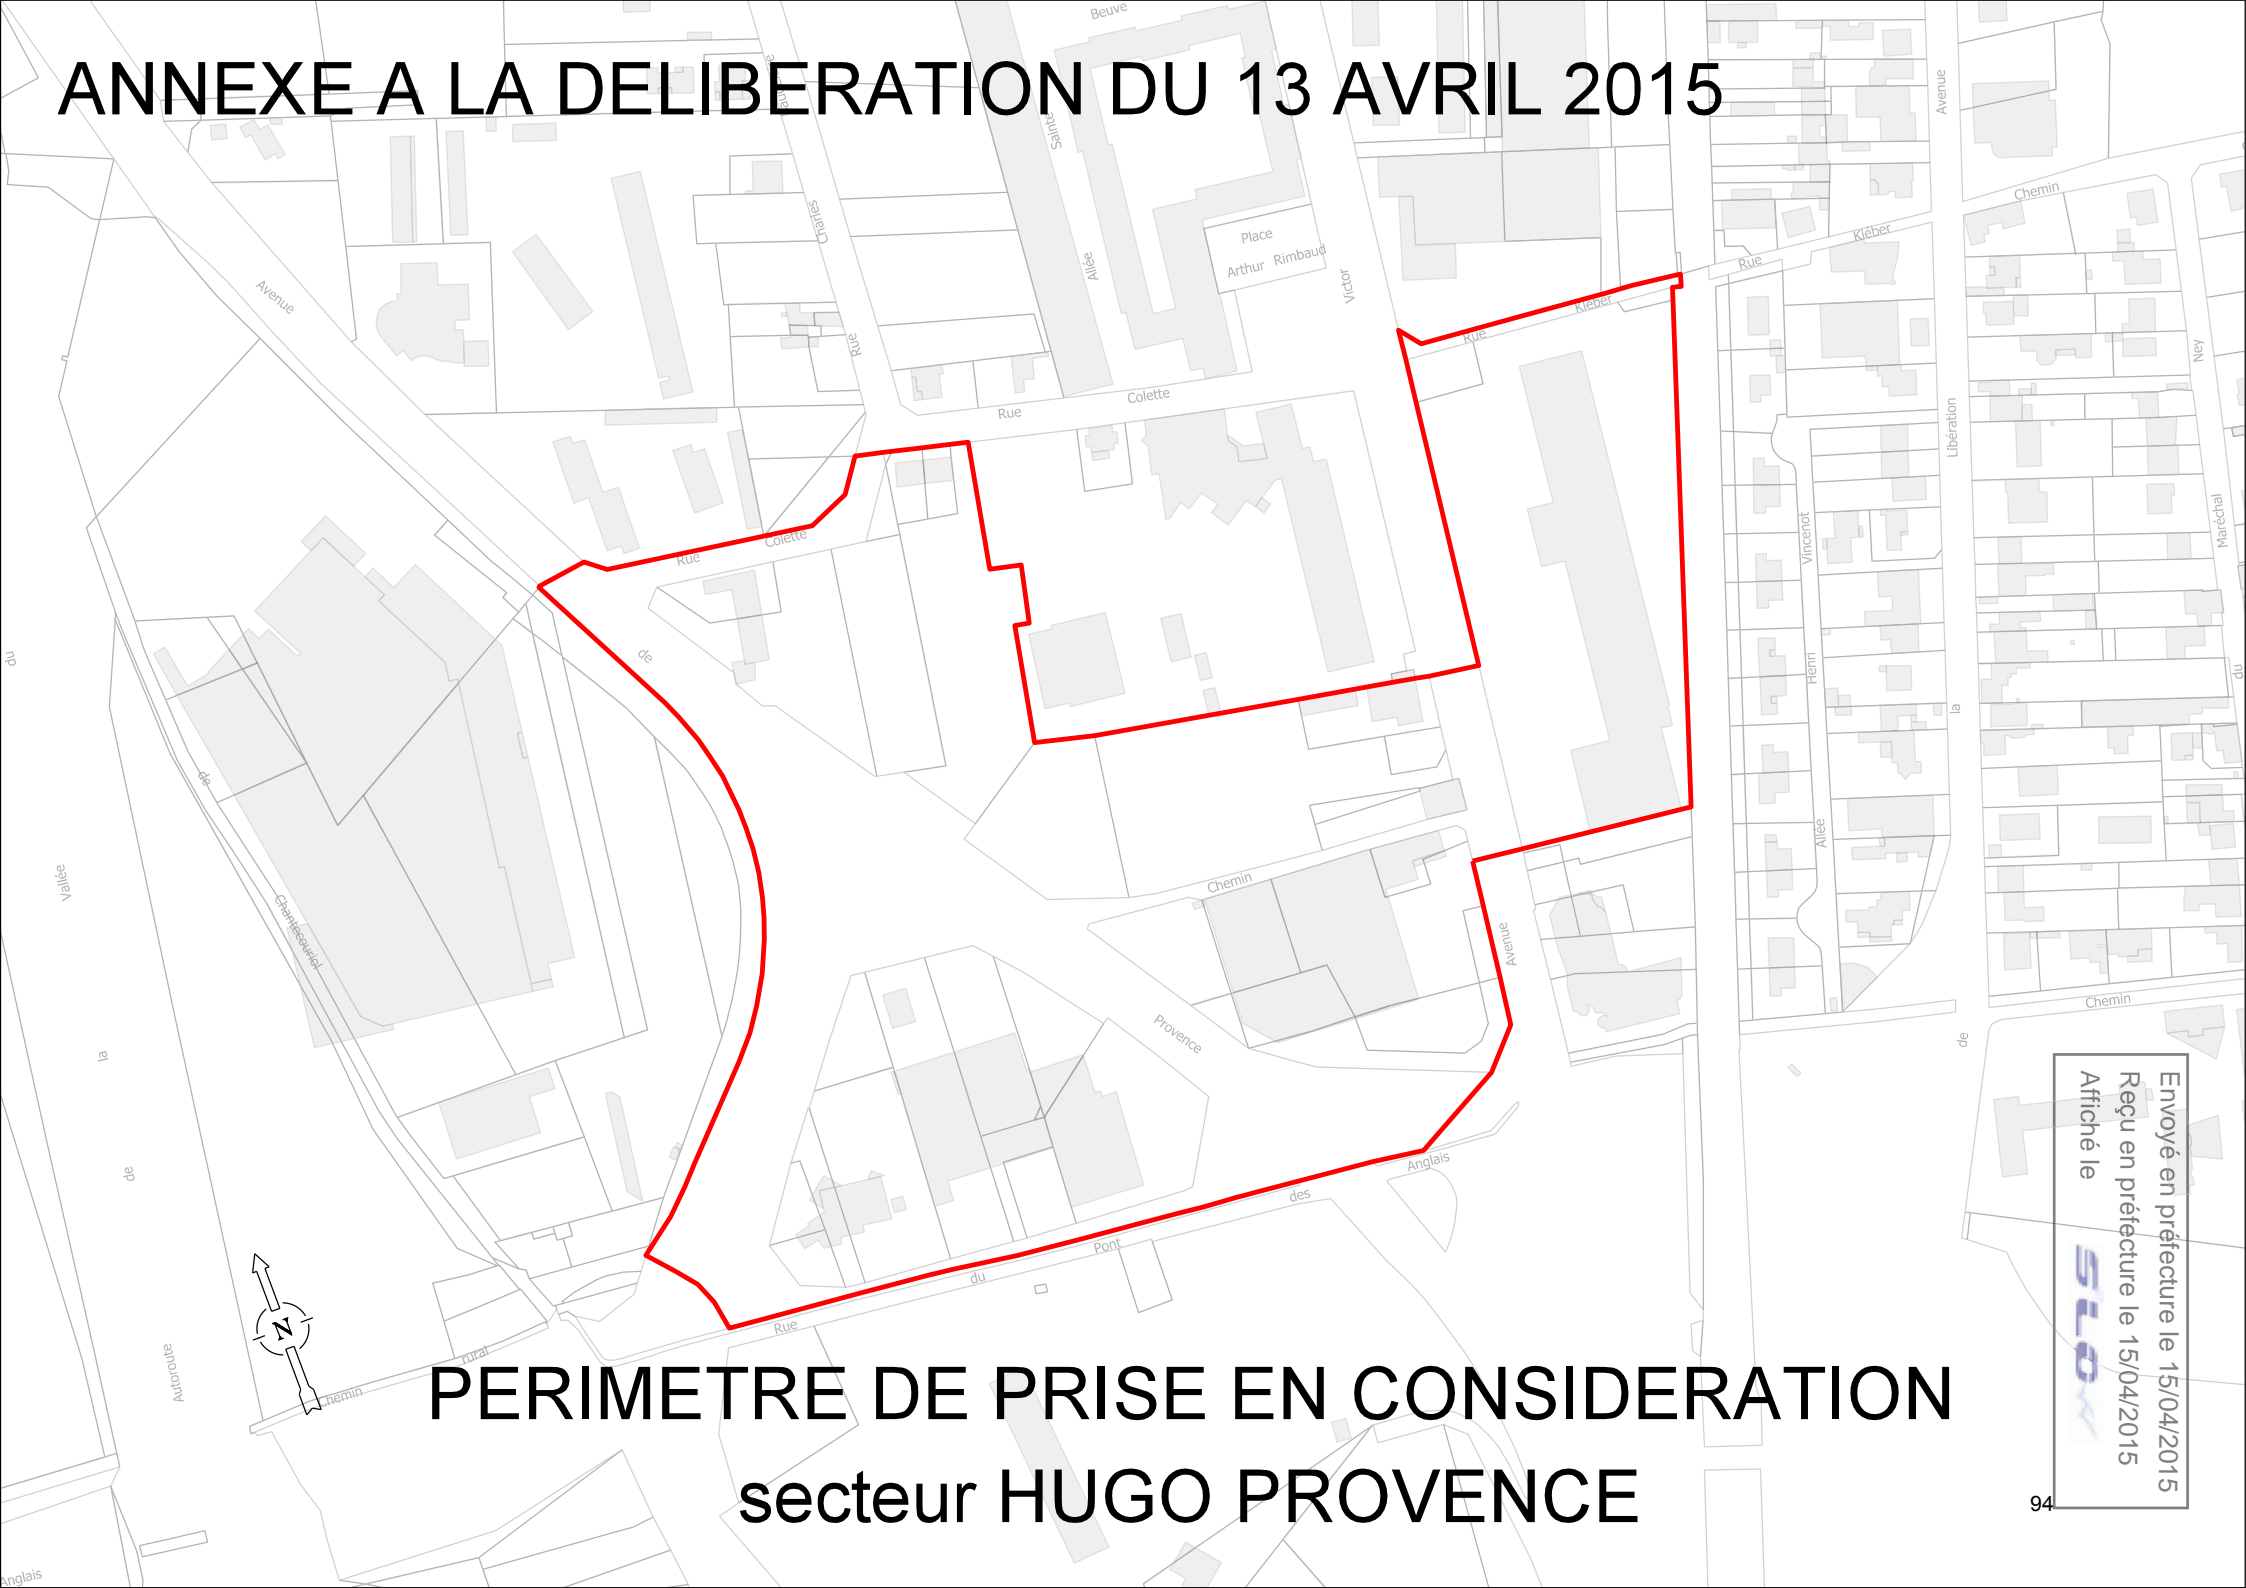 ANNEXE A LA DELIBERATION DU 13 AVRIL 2015
Beuve
Sainte
Allée
Charles
Rue
Place
Arthur Rimbaud
Victor
Avenue
Avenue
Chemin
Kléber
Rue
Kléber
Rue
Ney
Maréchal
du
Libération
la
de
Vincenot
Henri
Allée
Rue
Colette
Rue
Colette
de
Avenue
Chemin
Provence
Chemin
du
Vallée
la
de
Autoroute
de
Chantecouriol
Anglais
des
Pont
du
Rue
rural
Chemin
Anglais
N
Envoyé en préfecture le 15/04/2015
Reçu en préfecture le 15/04/2015
Affiché le
SLOW
PERIMETRE DE PRISE EN CONSIDERATION
secteur HUGO PROVENCE
94